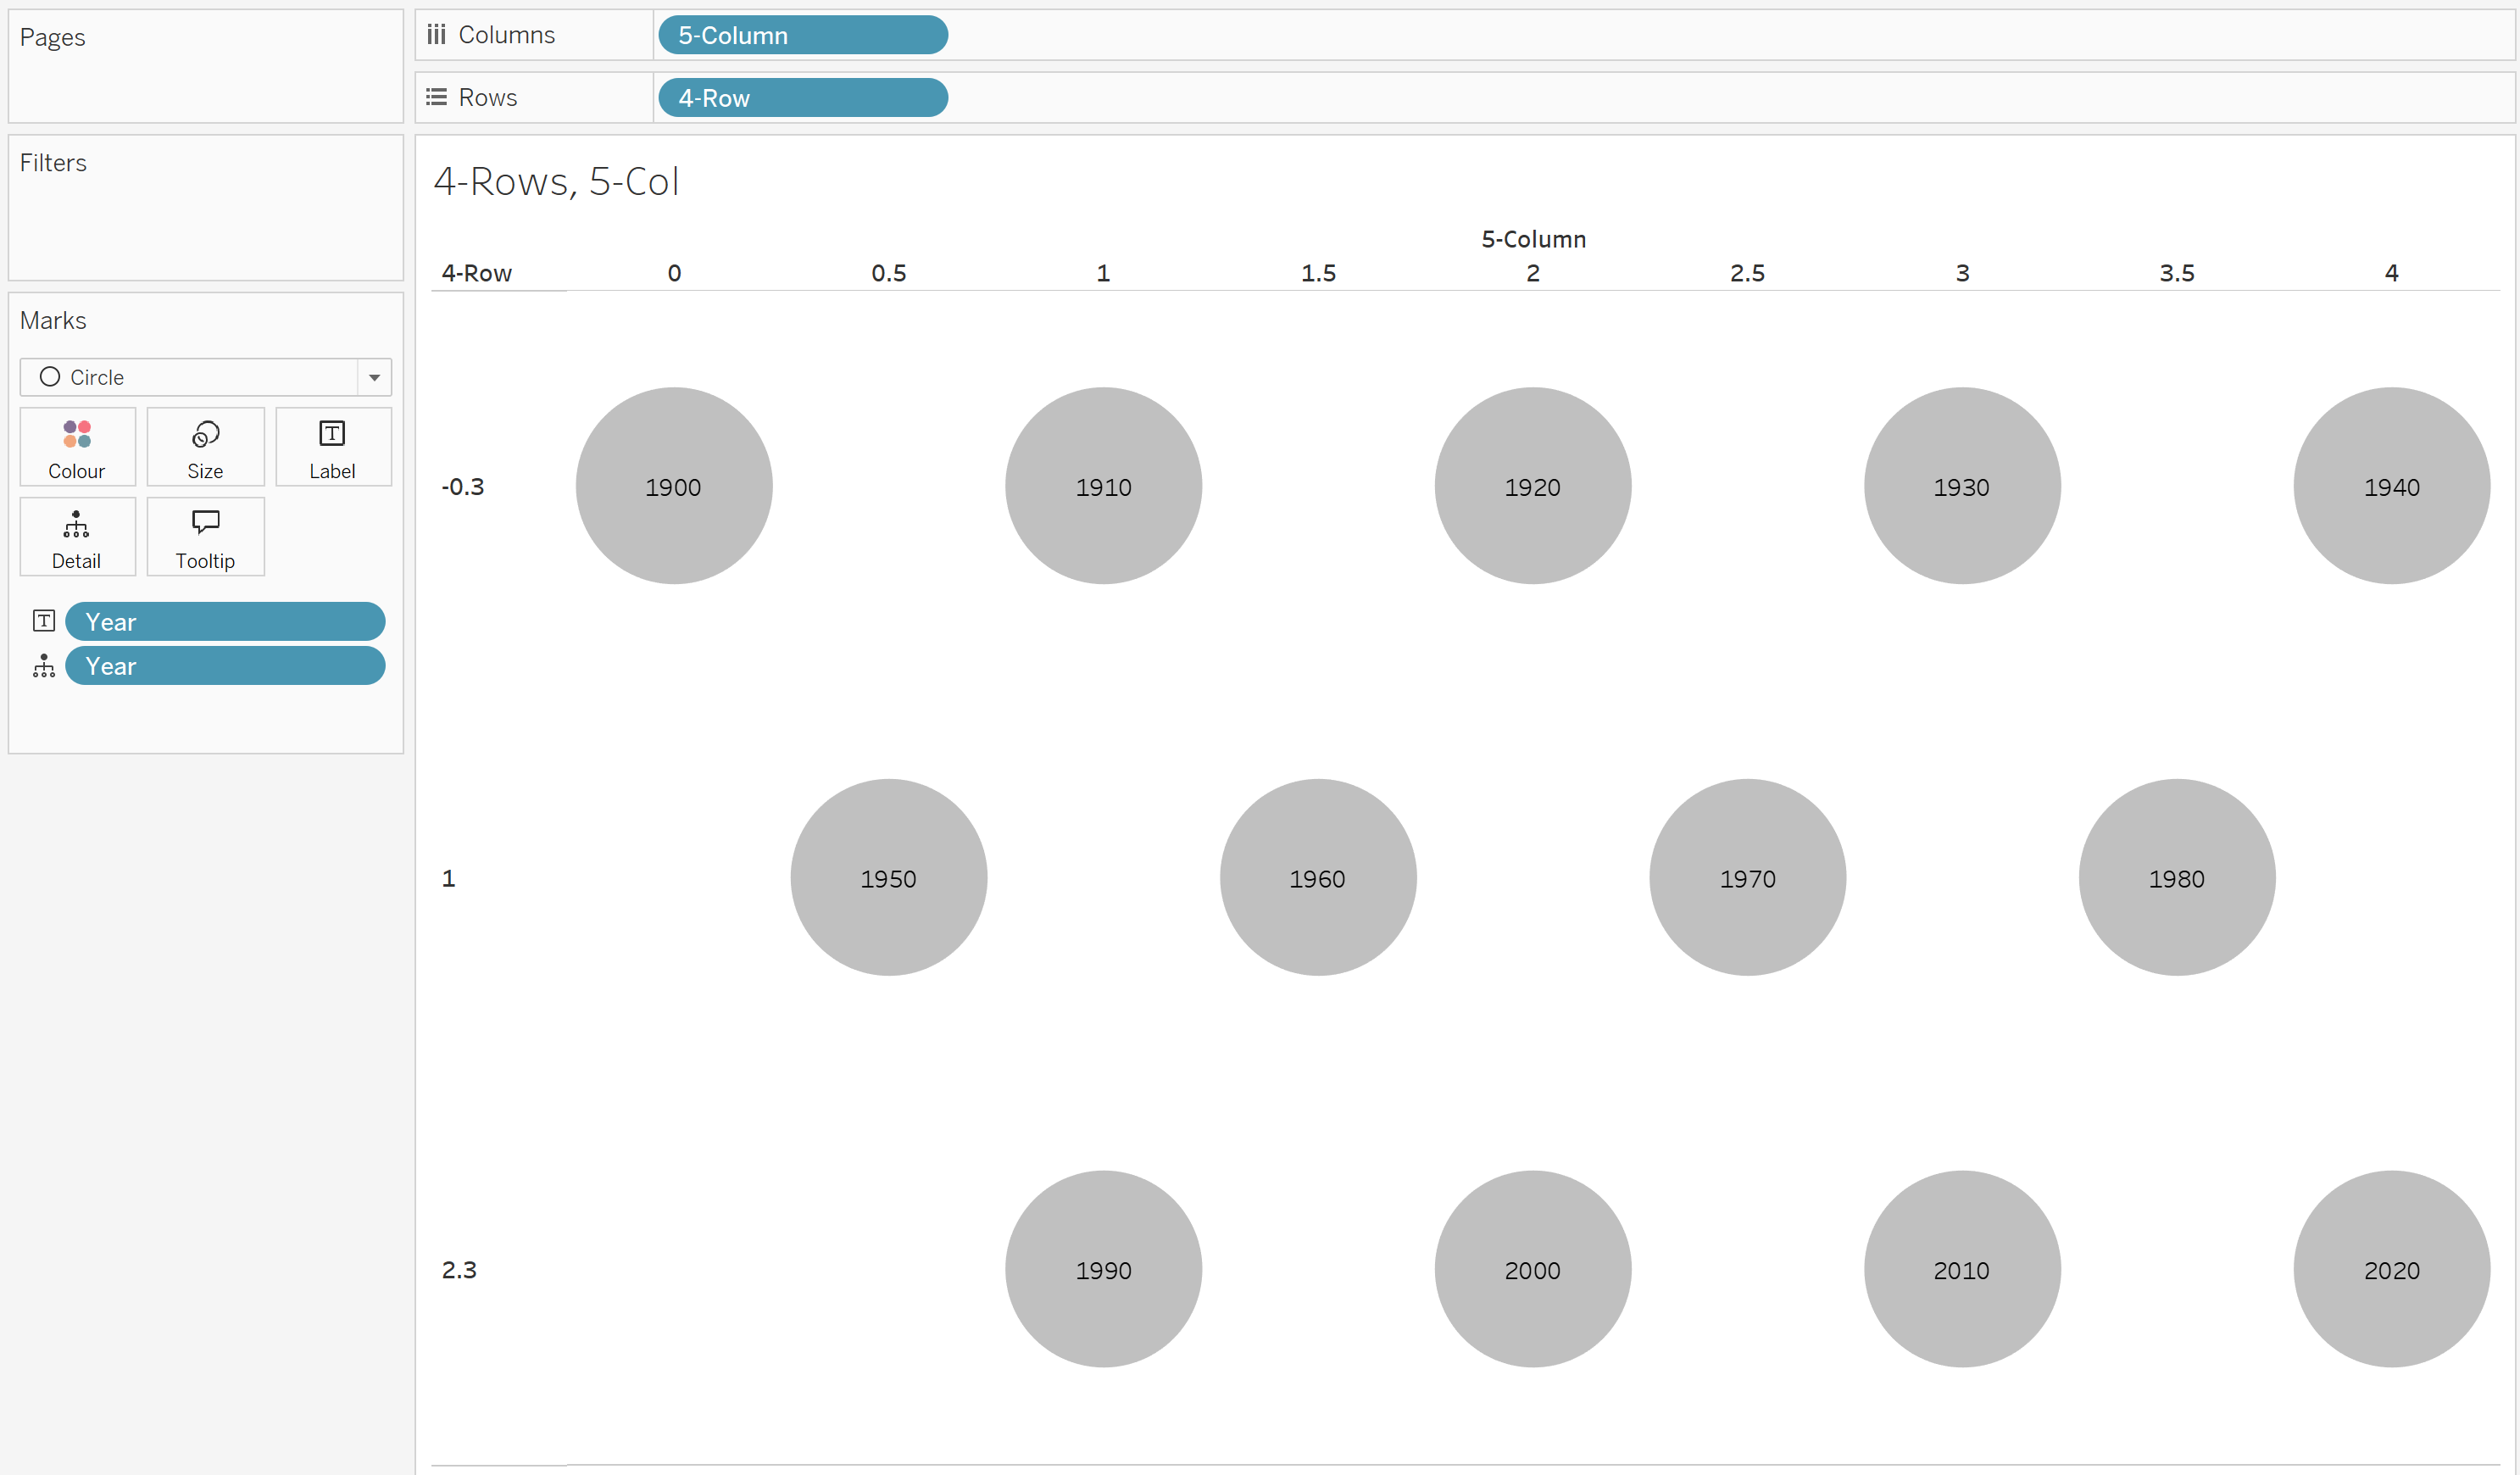 Pages
Columns
5-Column
Rows
4-Row
Filters
4-Rows, 5-Col
5-Column
4-Row 0 0.5 1 1.5 2 2.5 3 3.5 4
Marks
Circle
Colour Size Label
Detail Tooltip
Year
Year
-0.3 1900 1910 1920 1930 1940
1 1950 1960 1970 1980
2.3 1990 2000 2010 2020